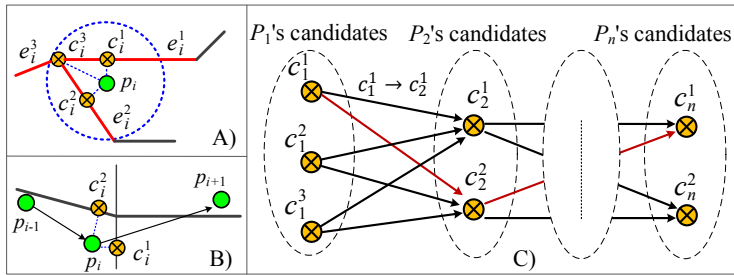 e_i^3 c_i^3 c_i^1 e_i^1
p_i
c_i^2
e_i^2
A)
c_i^2 p_{i+1}
p_{i-1}
c_i^1
p_i
B)
P_1's candidates P_2's candidates P_n's candidates
c_1^1 c_1^1 → c_2^1
c_2^1 c_n^1
c_1^2
c_2^2 c_n^2
c_1^3
C)